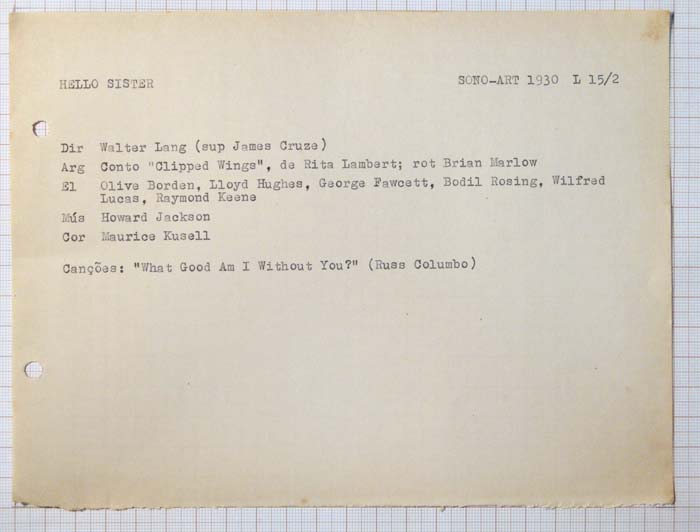 HELLO SISTER SONO-ART 1930 L 15/2
Dir Walter Lang (sup James Cruze)
Arg Conto "Clipped Wings", de Rita Lambert; rot Brian Marlow
El Olive Borden, Lloyd Hughes, George Fawcett, Bodil Rosing, Wilfred
Lucas, Raymond Keene
Mús Howard Jackson
Cor Maurice Kusell
Canções: "What Good Am I Without You?" (Russ Columbo)